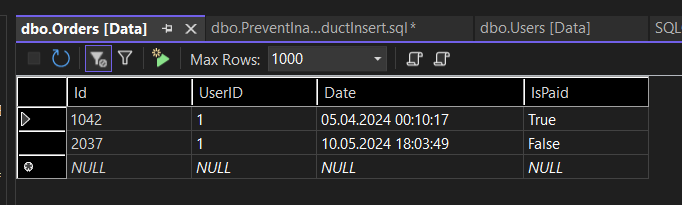 dbo.Orders [Data] dbo.PreventIna...ductInsert.sql* dbo.Users [Data]
Max Rows: 1000
Id UserID Date IsPaid
1042 1 05.04.2024 00:10:17 True
2037 1 10.05.2024 18:03:49 False
NULL NULL NULL NULL